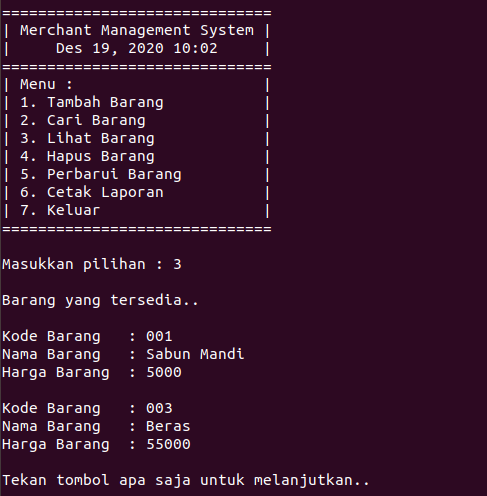 ==============================
| Merchant Management System |
|     Des 19, 2020 10:02     |
==============================
| Menu :                     |
| 1. Tambah Barang           |
| 2. Cari Barang             |
| 3. Lihat Barang            |
| 4. Hapus Barang            |
| 5. Perbarui Barang         |
| 6. Cetak Laporan           |
| 7. Keluar                  |
==============================
Masukkan pilihan : 3
Barang yang tersedia..
Kode Barang   : 001
Nama Barang   : Sabun Mandi
Harga Barang  : 5000
Kode Barang   : 003
Nama Barang   : Beras
Harga Barang  : 55000
Tekan tombol apa saja untuk melanjutkan..